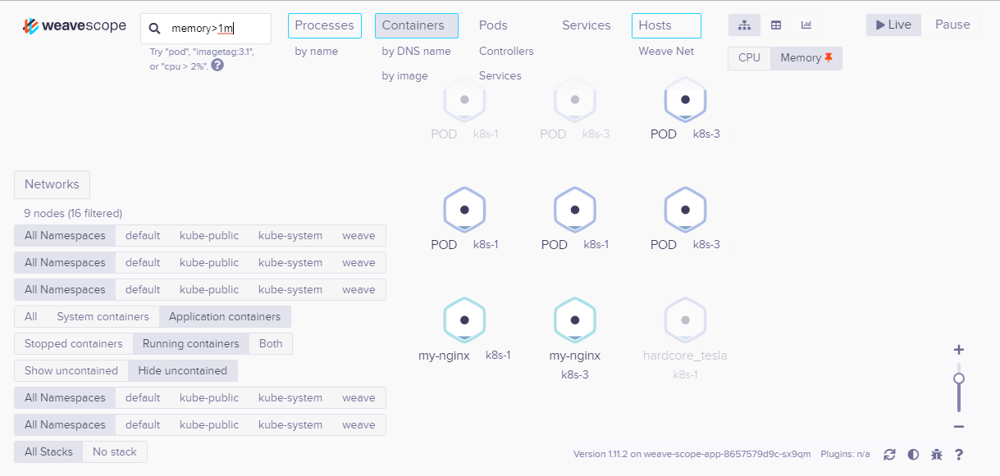 weavescope
memory>1m
Try "pod", "imagetag:3.1",
or "cpu > 2%". ?
Processes
by name
Containers
by DNS name
by image
Pods
Controllers
Services
Services
Hosts
Weave Net
Live Pause
CPU Memory
POD k8s-1
POD k8s-3
POD k8s-3
Networks
9 nodes (16 filtered)
All Namespaces default kube-public kube-system weave
All Namespaces default kube-public kube-system weave
All Namespaces default kube-public kube-system weave
All System containers Application containers
Stopped containers Running containers Both
Show uncontained Hide uncontained
All Namespaces default kube-public kube-system weave
All Namespaces default kube-public kube-system weave
All Stacks No stack
POD k8s-1
POD k8s-1
POD k8s-3
my-nginx k8s-1
my-nginx
k8s-3
hardcore_tesla
k8s-1
Version 1.11.2 on weave-scope-app-8657579d9c-sx9qm Plugins: n/a ?